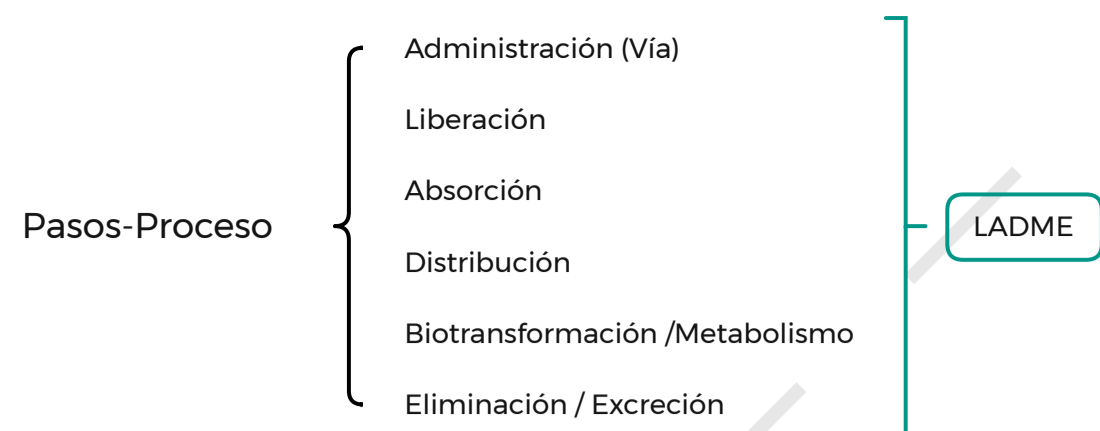 Administración (Vía)
Liberación
Absorción
Pasos-Proceso
LADME
Distribución
Biotransformación /Metabolismo
Eliminación / Excreción